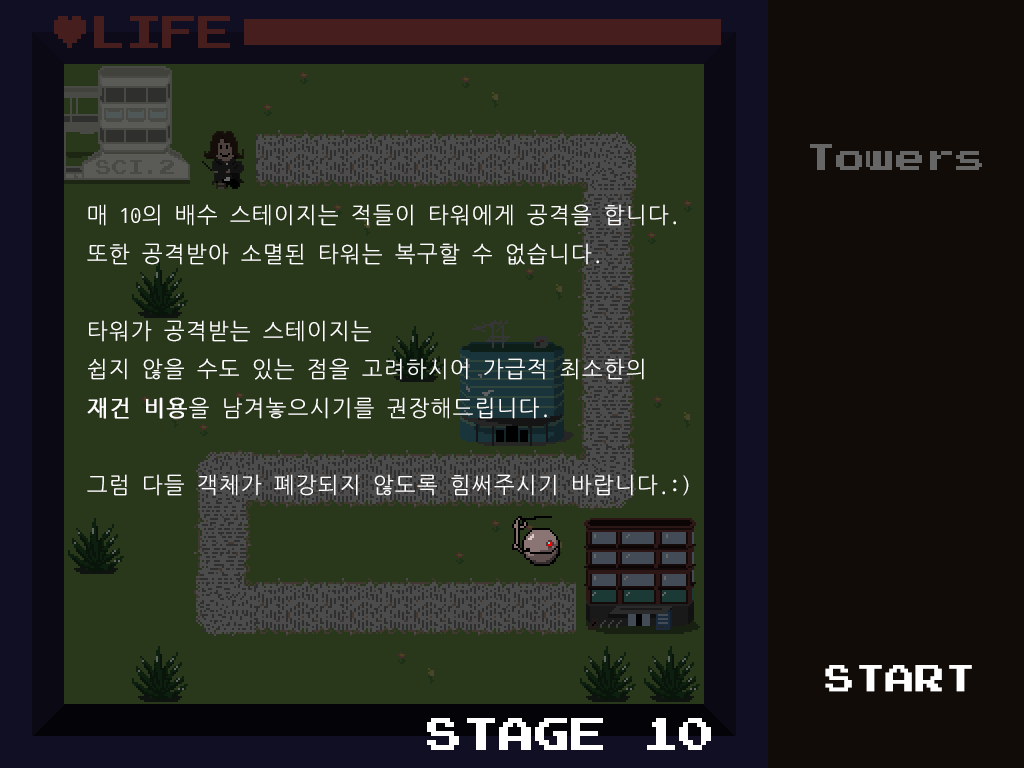 LIFE
SCI.2
Towers
매 10의 배수 스테이지는 적들이 타워에게 공격을 합니다.
또한 공격받아 소멸된 타워는 복구할 수 없습니다.
타워가 공격받는 스테이지는
쉽지 않을 수도 있는 점을 고려하시어 가급적 최소한의
재건 비용을 남겨놓으시기를 권장해드립니다.
그럼 다들 객체가 폐강되지 않도록 힘써주시기 바랍니다.:)
START
STAGE 10